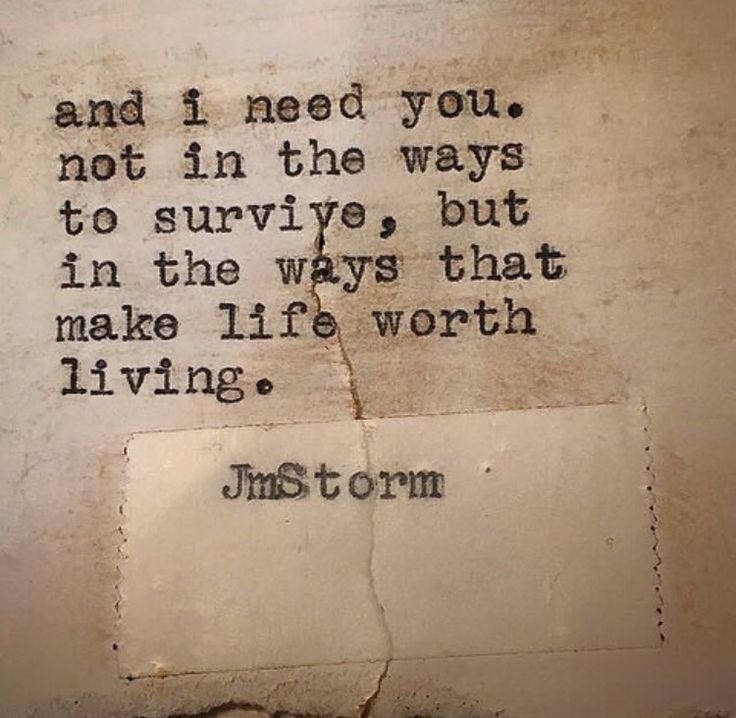 and i need you.
not in the ways
to survive, but
in the ways that
make life worth
living.
JmStorm